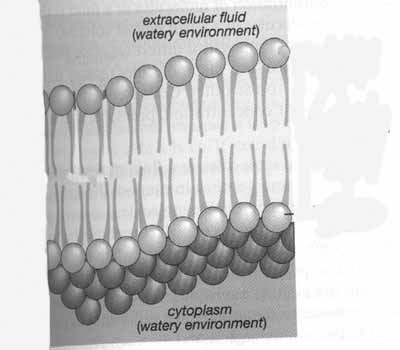 extracellular fluid
(watery environment)
cytoplasm
(watery environment)